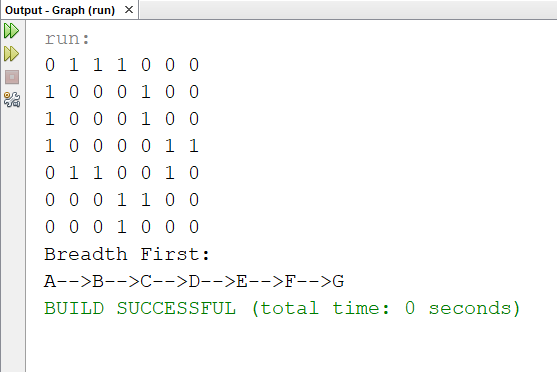 Output - Graph (run) ×
run:
0 1 1 1 0 0 0
1 0 0 0 1 0 0
1 0 0 0 1 0 0
1 0 0 0 0 1 1
0 1 1 0 0 1 0
0 0 0 1 1 0 0
0 0 0 1 0 0 0
Breadth First:
A-->B-->C-->D-->E-->F-->G
BUILD SUCCESSFUL (total time: 0 seconds)